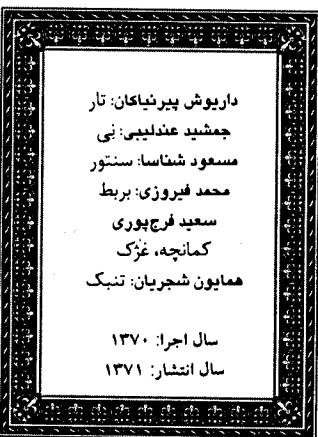 داریوش پیرنیاکان: تار
جمشید عندلیبی: نی
مسعود شناسا: سنتور
محمد فیروزی: بربط
سعید فرج‌پوری
کمانچه، غژک
همایون شجریان: تنبک
سال اجرا: ۱۳۷۰
سال انتشار: ۱۳۷۱